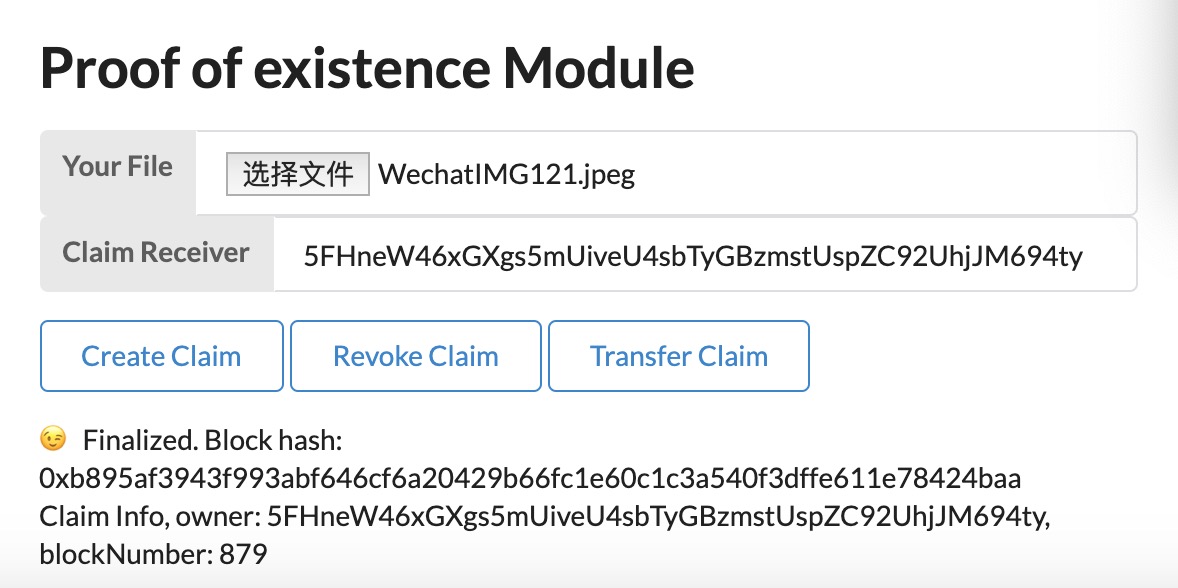 Proof of existence Module
Your File 选择文件 WechatIMG121.jpeg
Claim Receiver 5FHneW46xGXgs5mUiveU4sbTyGBzmstUspZC92UhjJM694ty
Create Claim Revoke Claim Transfer Claim
😉 Finalized. Block hash:
0xb895af3943f993abf646cf6a20429b66fc1e60c1c3a540f3dffe611e78424baa
Claim Info, owner: 5FHneW46xGXgs5mUiveU4sbTyGBzmstUspZC92UhjJM694ty,
blockNumber: 879